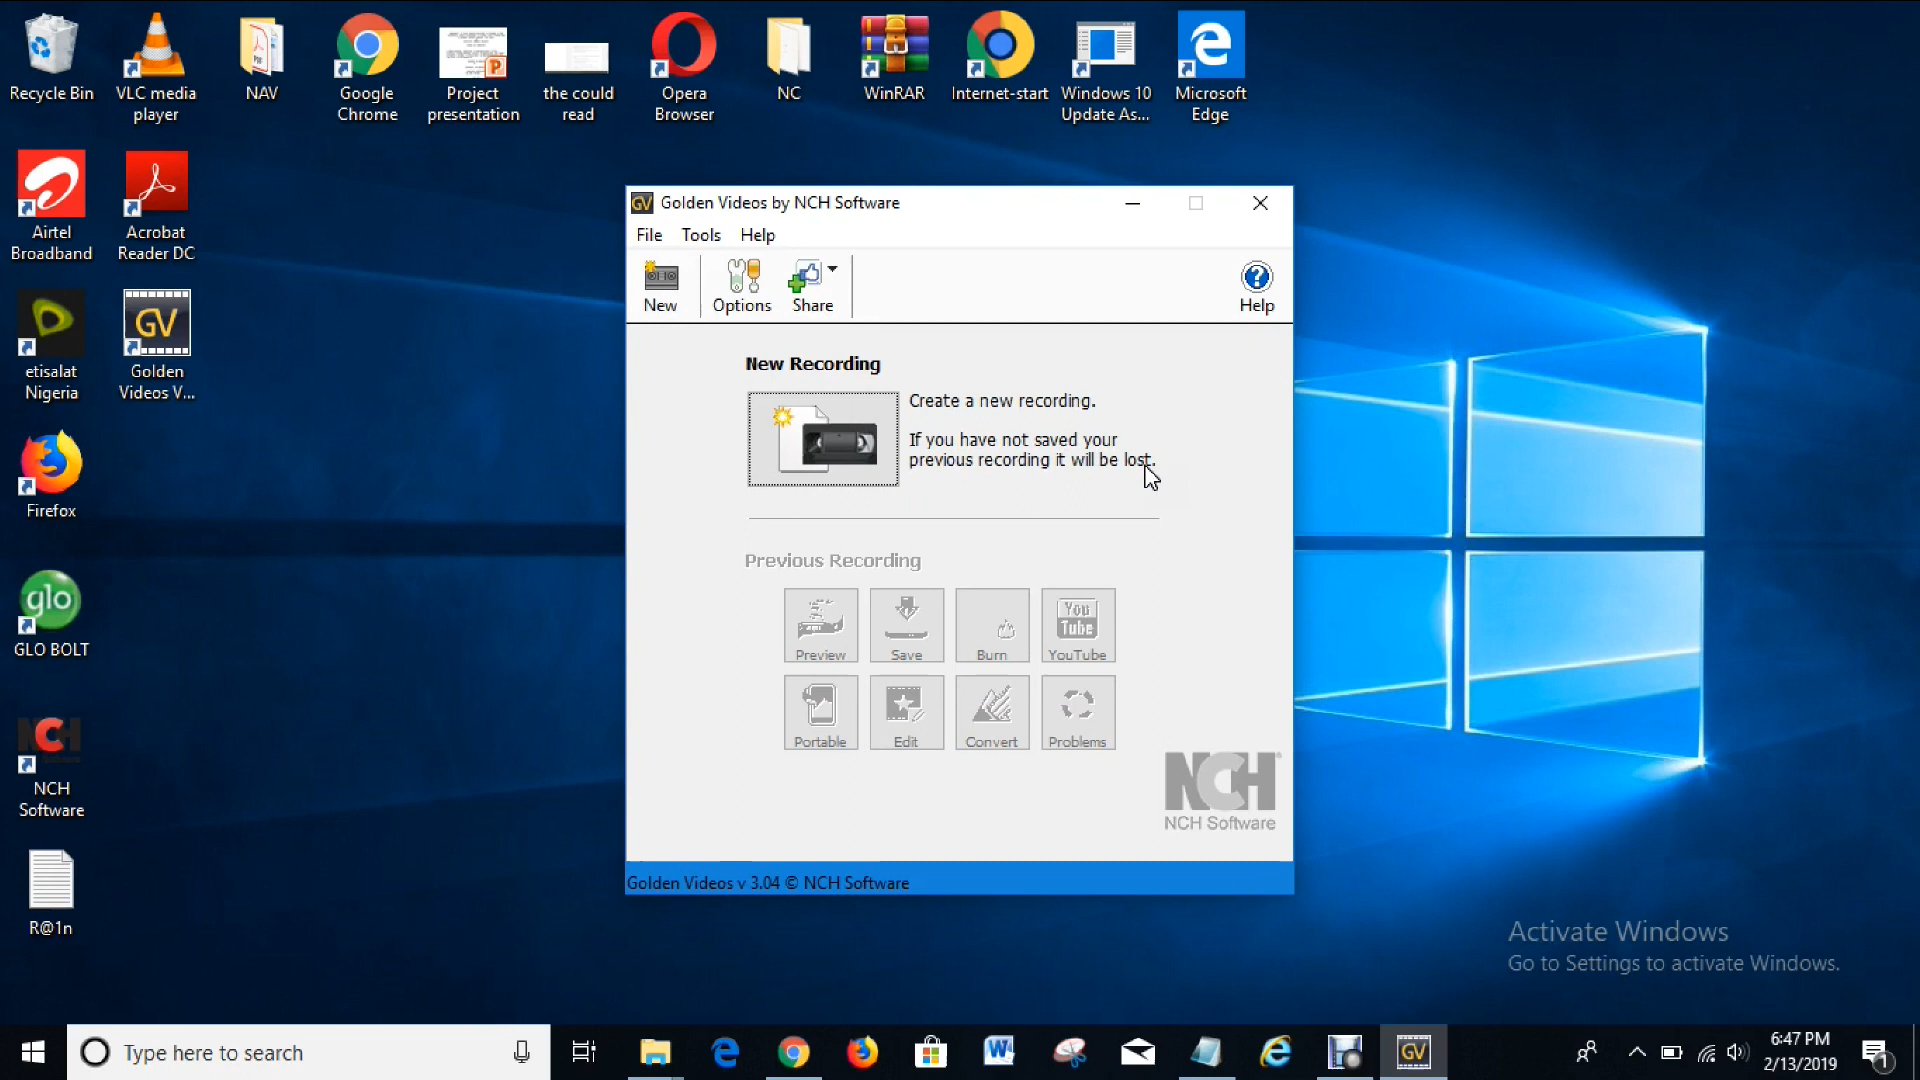 Recycle Bin
VLC media
player
NAV
Google
Chrome
Project
presentation
the could
read
Opera
Browser
NC
WinRAR
Internet-start
Windows 10
Update As...
Microsoft
Edge
Airtel
Broadband
Acrobat
Reader DC
etisalat
Nigeria
GV
Golden
Videos V...
Firefox
glo
GLO BOLT
NCH
NCH
Software
R@1n
GV Golden Videos by NCH Software
File Tools Help
New
Options
Share
Help
New Recording
Create a new recording.
If you have not saved your
previous recording it will be lost.
Previous Recording
Preview
Save
Burn
You
Tube
YouTube
Portable
Edit
Convert
Problems
NCH
NCH Software
Golden Videos v 3.04 © NCH Software
Activate Windows
Go to Settings to activate Windows.
Type here to search
GV
6:47 PM
2/13/2019
1